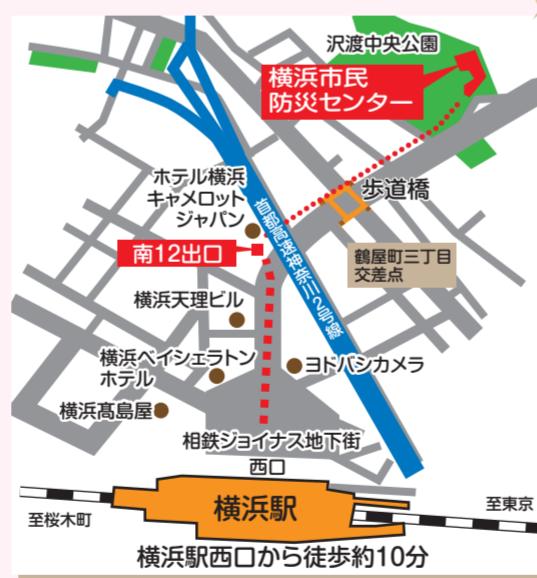 沢渡中央公園
横浜市民
防災センター
ホテル横浜
キャメロット
ジャパン
歩道橋
首都高速神奈川2号線
南12出口
鶴屋町三丁目
交差点
横浜天理ビル
横浜ベイシェラトン
ホテル
ヨドバシカメラ
横浜髙島屋
相鉄ジョイナス地下街
西口
横浜駅
至東京
至桜木町
横浜駅西口から徒歩約10分